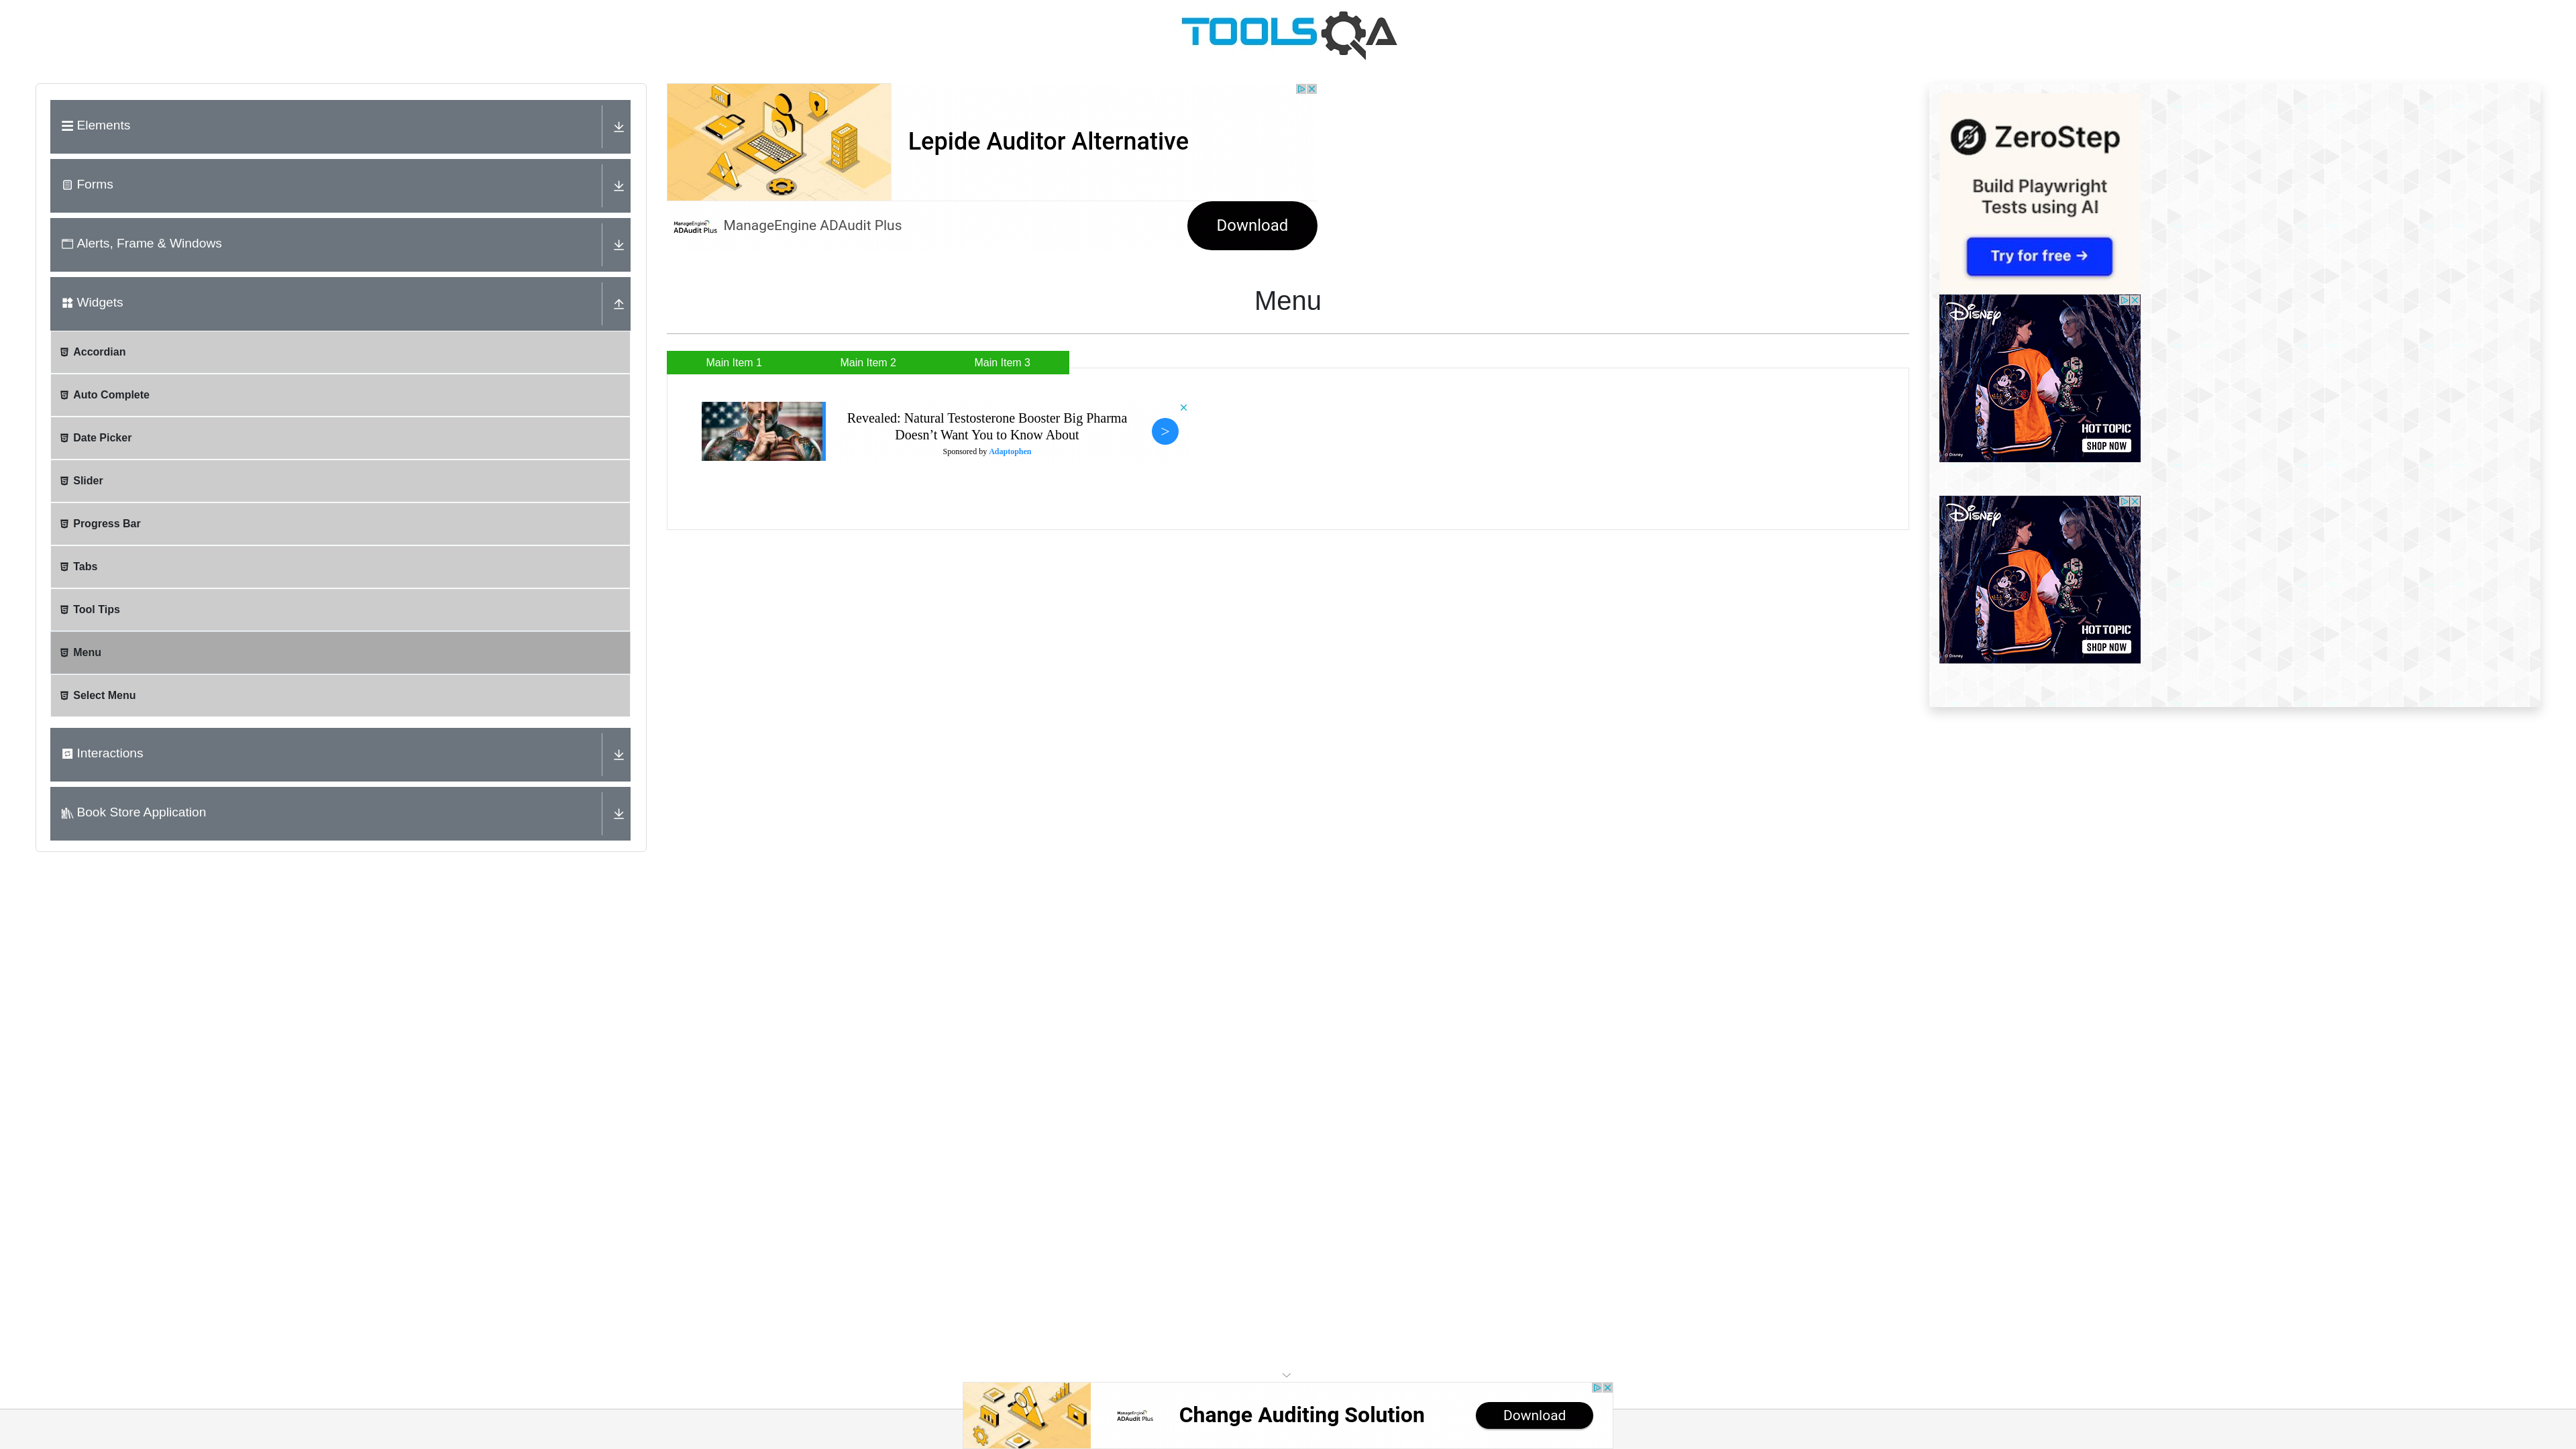 TOOLSQA
Elements
Forms
Alerts, Frame & Windows
Widgets
Accordian
Auto Complete
Date Picker
Slider
Progress Bar
Tabs
Tool Tips
Menu
Select Menu
Interactions
Book Store Application
Lepide Auditor Alternative
ManageEngine
ADAudit Plus
ManageEngine ADAudit Plus
Download
Menu
Main Item 1
Main Item 2
Main Item 3
Revealed: Natural Testosterone Booster Big Pharma
Doesn’t Want You to Know About
Sponsored by Adaptophen
>
ZeroStep
Build Playwright
Tests using AI
Try for free →
Disney
HOT TOPIC
SHOP NOW
© Disney
Disney
HOT TOPIC
SHOP NOW
© Disney
ManageEngine
ADAudit Plus
Change Auditing Solution
Download